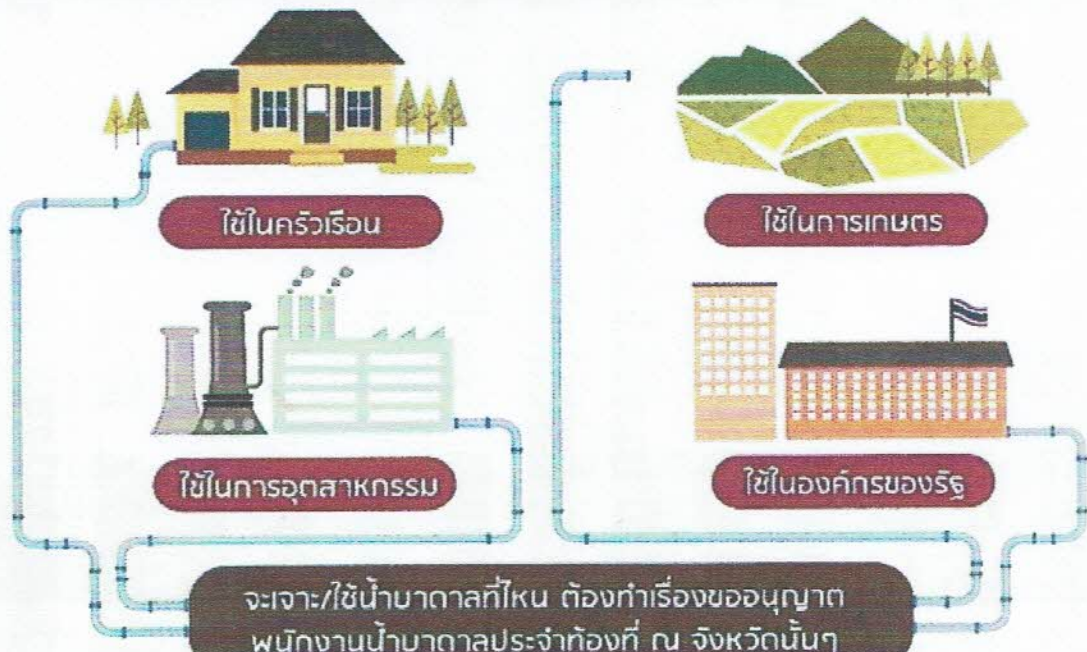 ใช้ในครัวเรือน
ใช้ในการเกษตร
ใช้ในการอุตสาหกรรม
ใช้ในองค์กรของรัฐ
จะเจาะ/ใช้น้ำบาดาลที่ไหน ต้องทำเรื่องขออนุญาต
พนักงานน้ำบาดาลประจำท้องที่ ณ จังหวัดนั้นๆ